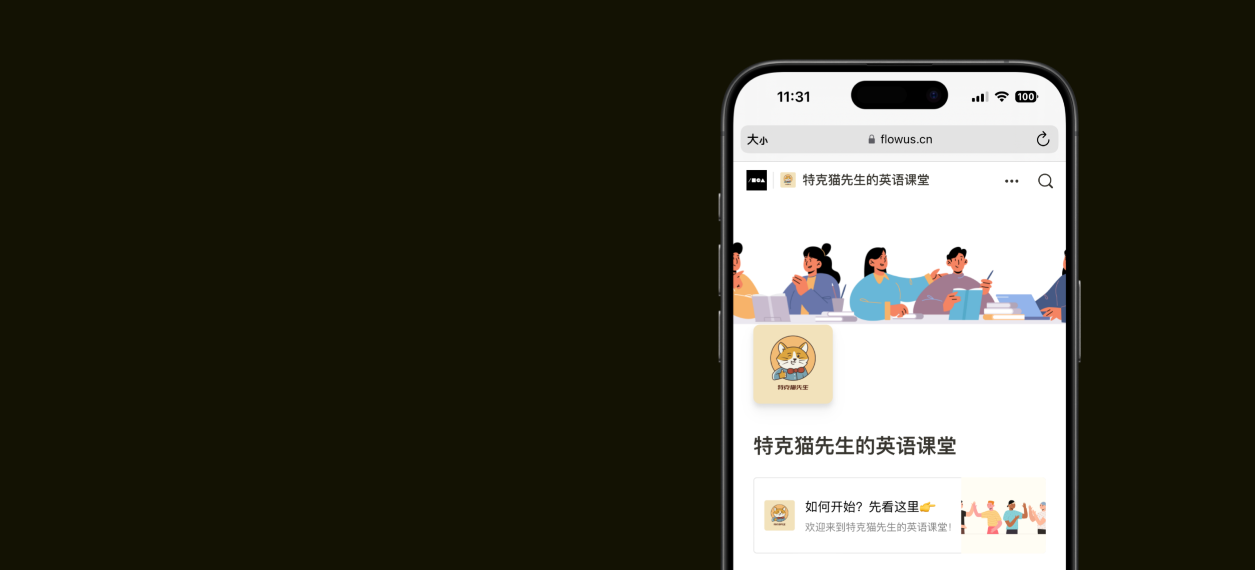 11:31
100
大小
flowus.cn
特克猫先生的英语课堂
特克猫先生
特克猫先生的英语课堂
如何开始？先看这里👉
欢迎来到特克猫先生的英语课堂！